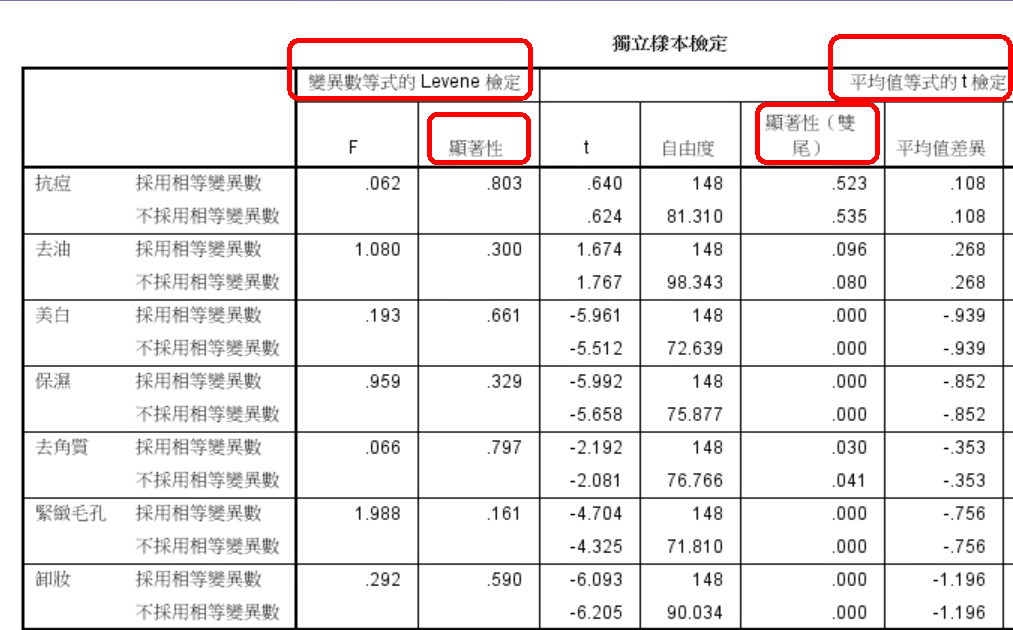 獨立樣本檢定
變異數等式的 Levene 檢定 平均值等式的 t 檢定
F 顯著性 t 自由度 顯著性（雙尾） 平均值差異
抗痘 採用相等變異數 .062 .803 .640 148 .523 .108
不採用相等變異數 .624 81.310 .535 .108
去油 採用相等變異數 1.080 .300 1.674 148 .096 .268
不採用相等變異數 1.767 98.343 .080 .268
美白 採用相等變異數 .193 .661 -5.961 148 .000 -.939
不採用相等變異數 -5.512 72.639 .000 -.939
保濕 採用相等變異數 .959 .329 -5.992 148 .000 -.852
不採用相等變異數 -5.658 75.877 .000 -.852
去角質 採用相等變異數 .066 .797 -2.192 148 .030 -.353
不採用相等變異數 -2.081 76.766 .041 -.353
緊緻毛孔 採用相等變異數 1.988 .161 -4.704 148 .000 -.756
不採用相等變異數 -4.325 71.810 .000 -.756
卸妝 採用相等變異數 .292 .590 -6.093 148 .000 -1.196
不採用相等變異數 -6.205 90.034 .000 -1.196